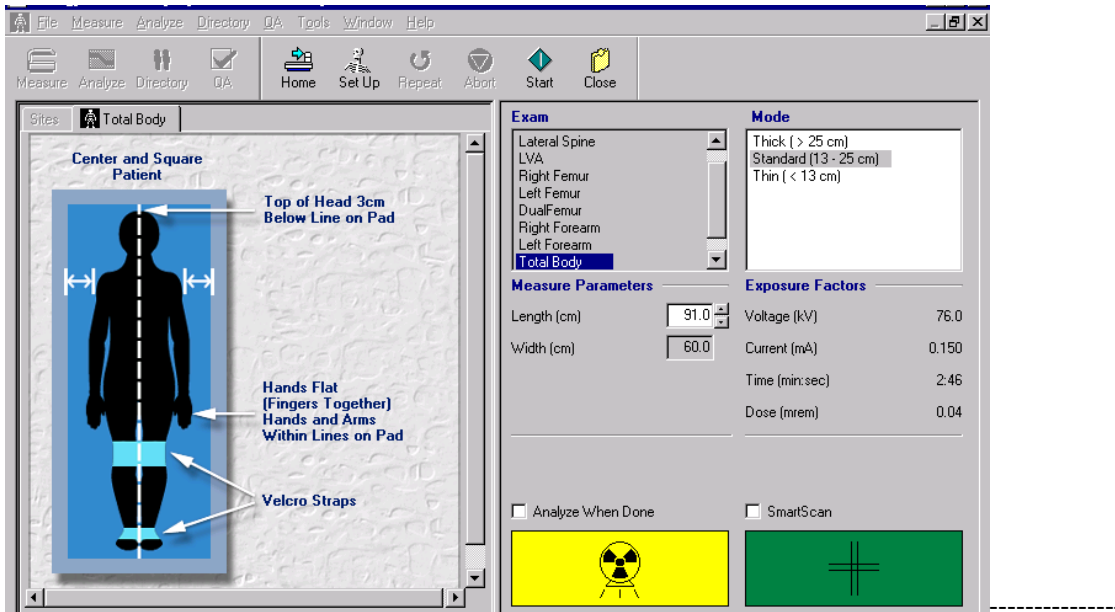 File Measure Analyze Directory QA Tools Window Help
Measure Analyze Directory QA Home Set Up Repeat Abort Start Close
Sites Total Body
Center and Square
Patient
Top of Head 3cm
Below Line on Pad
Hands Flat
(Fingers Together)
Hands and Arms
Within Lines on Pad
Velcro Straps
Exam
Lateral Spine
LVA
Right Femur
Left Femur
DualFemur
Right Forearm
Left Forearm
Total Body
Mode
Thick ( > 25 cm)
Standard (13 - 25 cm)
Thin ( < 13 cm)
Measure Parameters
Length (cm) 91.0
Width (cm) 60.0
Exposure Factors
Voltage (kV) 76.0
Current (mA) 0.150
Time (min:sec) 2:46
Dose (mrem) 0.04
Analyze When Done
SmartScan